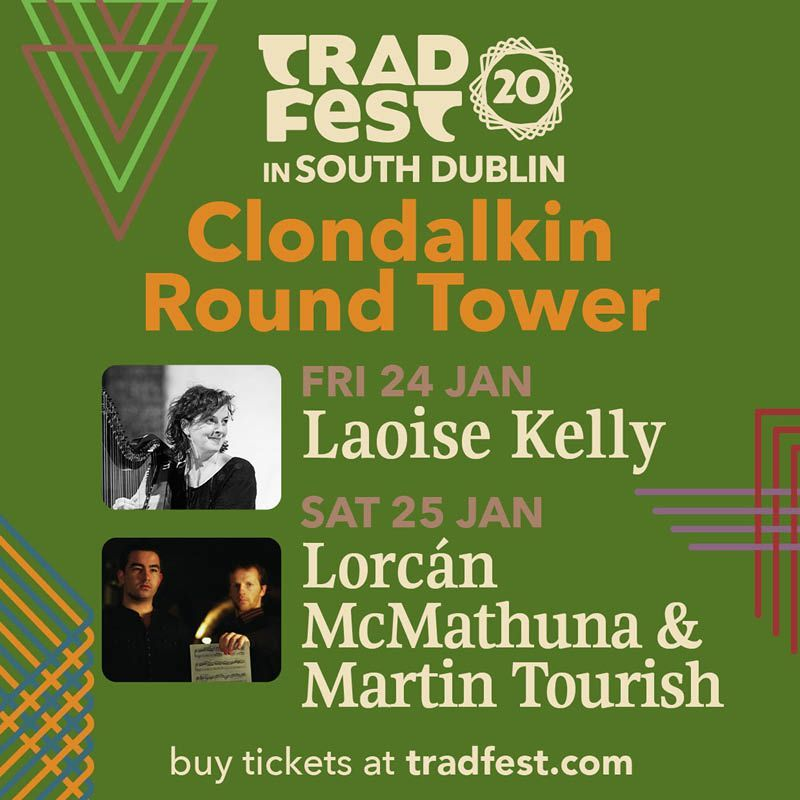 TRAD
FEST
20
IN SOUTH DUBLIN
Clondalkin
Round Tower
FRI 24 JAN
Laoise Kelly
SAT 25 JAN
Lorcán
McMathuna &
Martin Tourish
buy tickets at tradfest.com